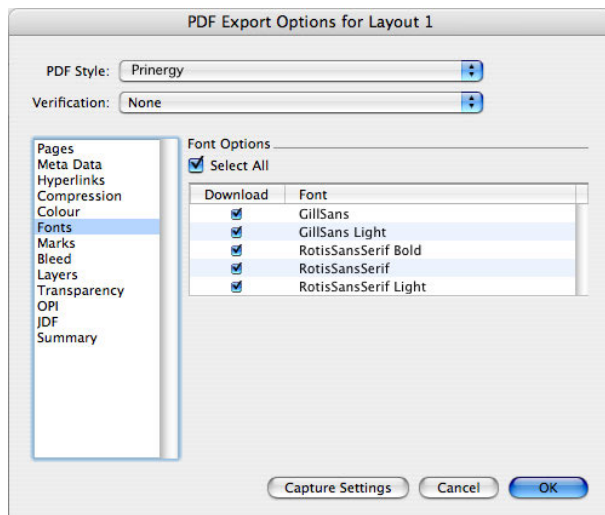 PDF Export Options for Layout 1
PDF Style: Prinergy
Verification: None
Pages
Meta Data
Hyperlinks
Compression
Colour
Fonts
Marks
Bleed
Layers
Transparency
OPI
JDF
Summary
Font Options
Select All
Download Font
GillSans
GillSans Light
RotisSansSerif Bold
RotisSansSerif
RotisSansSerif Light
Capture Settings Cancel OK